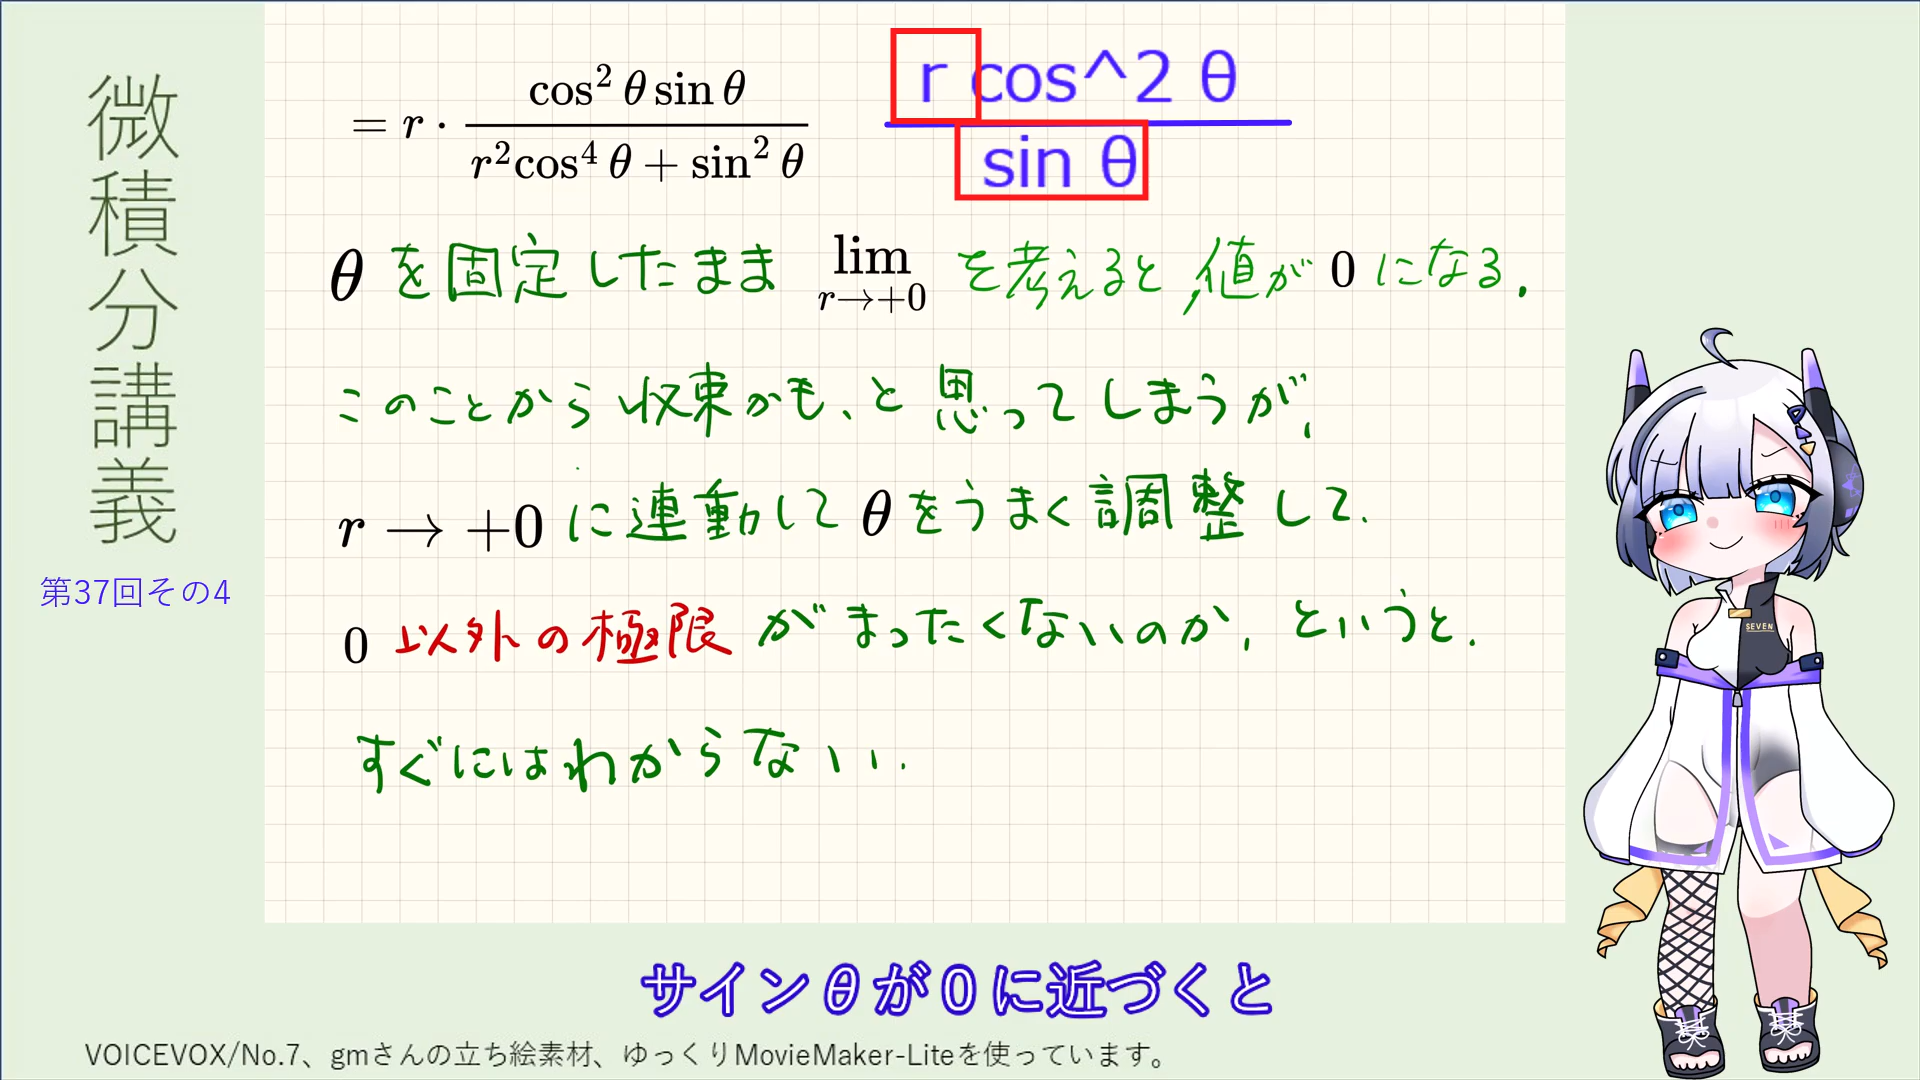 微積分講義
第37回その4
= r · cos² θ sin θ / r²cos⁴ θ + sin² θ
r cos^2 θ
sin θ
θ を固定したまま lim r→+0 を考えると,値が 0 になる.
このことから収束かも、と思ってしまうが,
r → +0 に連動して θ をうまく調整して.
0 以外の極限がまったくないのか, というと.
すぐにはわからない.
SEVEN
サインθが0に近づくと
VOICEVOX/No.7、gmさんの立ち絵素材、ゆっくりMovieMaker-Liteを使っています。